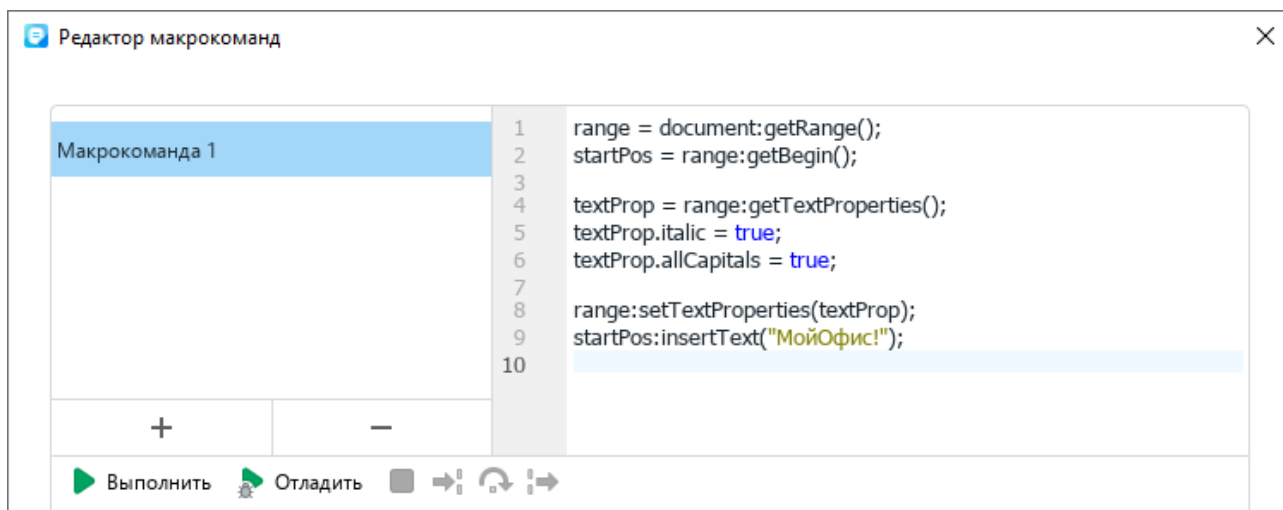 Редактор макрокоманд
Макрокоманда 1
1 range = document:getRange();
2 startPos = range:getBegin();
3
4 textProp = range:getTextProperties();
5 textProp.italic = true;
6 textProp.allCapitals = true;
7
8 range:setTextProperties(textProp);
9 startPos:insertText("МойОфис!");
10
+ −
Выполнить Отладить